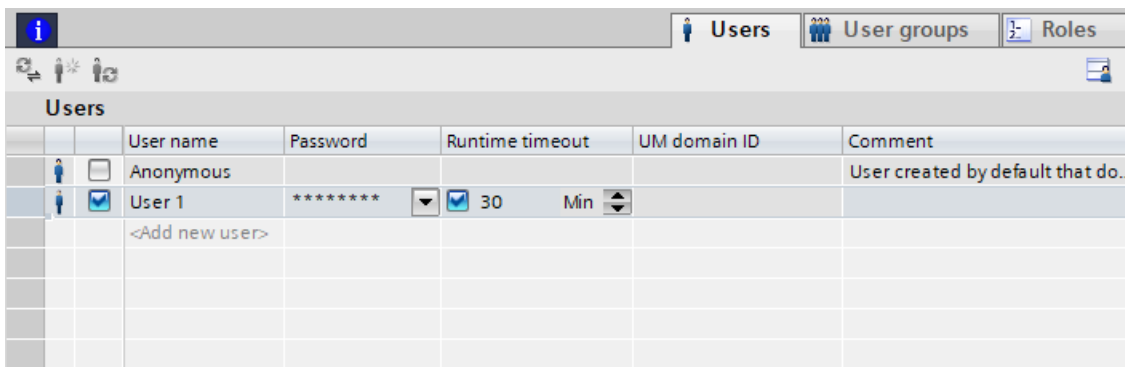 Users User groups Roles
Users
User name Password Runtime timeout UM domain ID Comment
Anonymous User created by default that do..
User 1 ******** 30 Min
<Add new user>